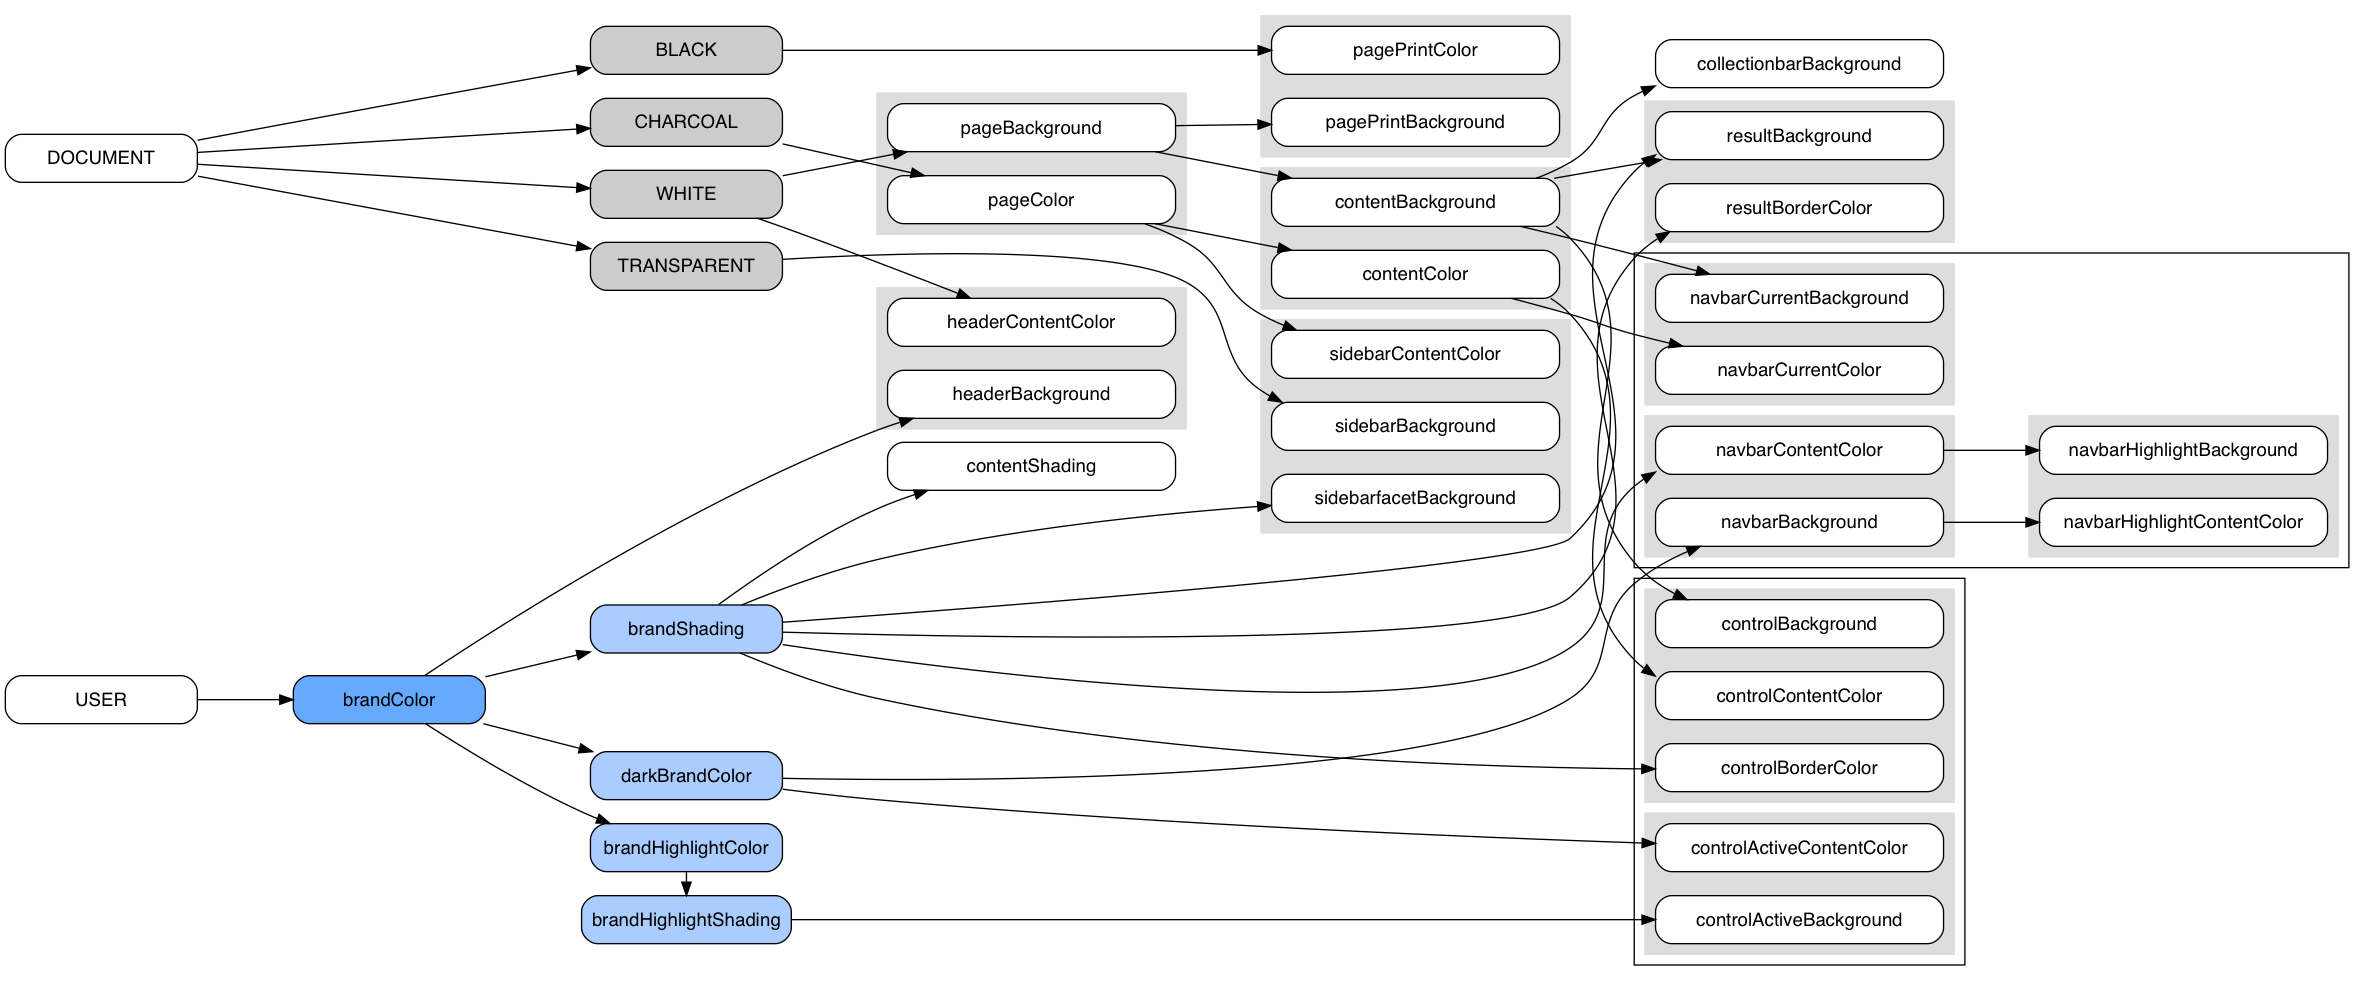 DOCUMENT
BLACK
CHARCOAL
WHITE
TRANSPARENT
pageBackground
pageColor
headerContentColor
headerBackground
contentShading
pagePrintColor
pagePrintBackground
contentBackground
contentColor
sidebarContentColor
sidebarBackground
sidebarfacetBackground
collectionbarBackground
resultBackground
resultBorderColor
navbarCurrentBackground
navbarCurrentColor
navbarContentColor
navbarBackground
navbarHighlightBackground
navbarHighlightContentColor
USER
brandColor
brandShading
darkBrandColor
brandHighlightColor
brandHighlightShading
controlBackground
controlContentColor
controlBorderColor
controlActiveContentColor
controlActiveBackground